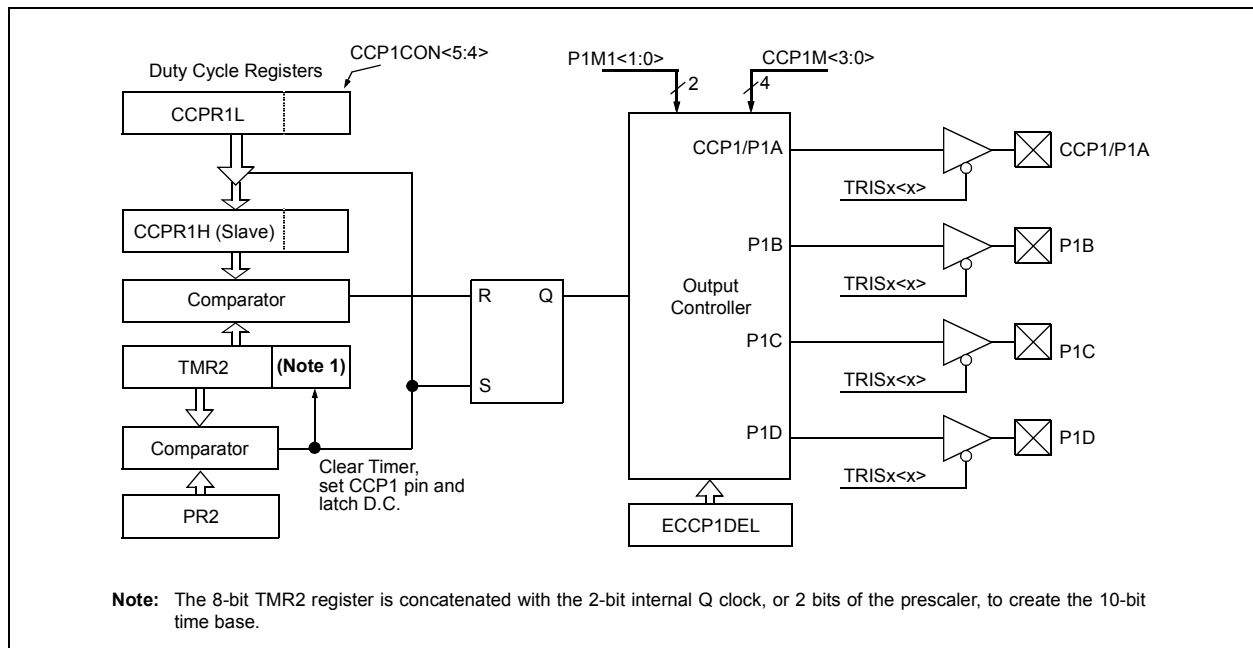 CCP1CON<5:4>
Duty Cycle Registers
CCPR1L
CCPR1H (Slave)
Comparator
TMR2
(Note 1)
Comparator
PR2
Clear Timer,
set CCP1 pin and
latch D.C.
R
Q
S
P1M1<1:0>
2
CCP1M<3:0>
4
Output
Controller
CCP1/P1A
P1B
P1C
P1D
ECCP1DEL
TRISx<x>
CCP1/P1A
TRISx<x>
P1B
TRISx<x>
P1C
TRISx<x>
P1D
Note: The 8-bit TMR2 register is concatenated with the 2-bit internal Q clock, or 2 bits of the prescaler, to create the 10-bit
time base.